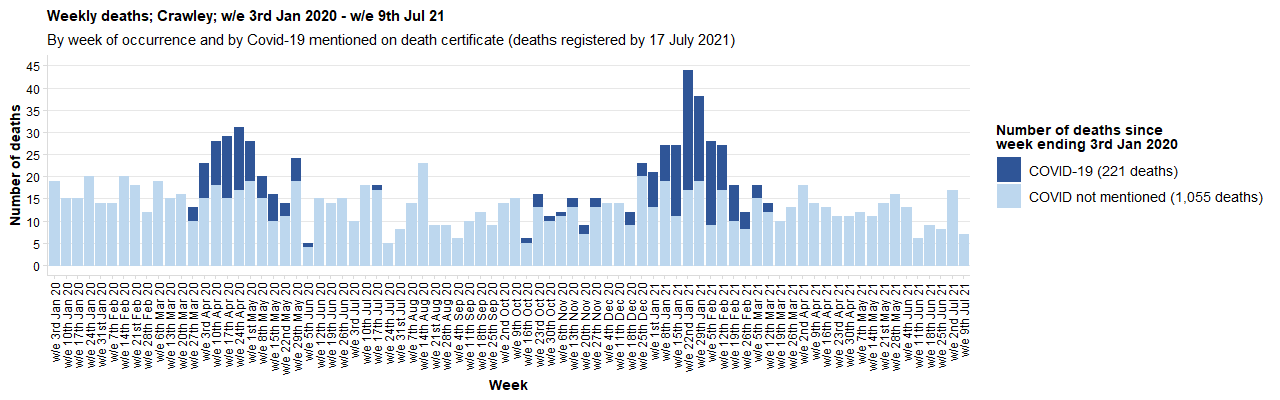 Weekly deaths; Crawley; w/e 3rd Jan 2020 - w/e 9th Jul 21
By week of occurrence and by Covid-19 mentioned on death certificate (deaths registered by 17 July 2021)
Number of deaths
45
40
35
30
25
20
15
10
5
0
w/e 3rd Jan 20
w/e 10th Jan 20
w/e 17th Jan 20
w/e 24th Jan 20
w/e 31st Jan 20
w/e 7th Feb 20
w/e 14th Feb 20
w/e 21st Feb 20
w/e 28th Feb 20
w/e 6th Mar 20
w/e 13th Mar 20
w/e 20th Mar 20
w/e 27th Mar 20
w/e 3rd Apr 20
w/e 10th Apr 20
w/e 17th Apr 20
w/e 24th Apr 20
w/e 1st May 20
w/e 8th May 20
w/e 15th May 20
w/e 22nd May 20
w/e 29th May 20
w/e 5th Jun 20
w/e 12th Jun 20
w/e 19th Jun 20
w/e 26th Jun 20
w/e 3rd Jul 20
w/e 10th Jul 20
w/e 17th Jul 20
w/e 24th Jul 20
w/e 31st Jul 20
w/e 7th Aug 20
w/e 14th Aug 20
w/e 21st Aug 20
w/e 28th Aug 20
w/e 4th Sep 20
w/e 11th Sep 20
w/e 18th Sep 20
w/e 25th Sep 20
w/e 2nd Oct 20
w/e 9th Oct 20
w/e 16th Oct 20
w/e 23rd Oct 20
w/e 30th Oct 20
w/e 6th Nov 20
w/e 13th Nov 20
w/e 20th Nov 20
w/e 27th Nov 20
w/e 4th Dec 20
w/e 11th Dec 20
w/e 18th Dec 20
w/e 25th Dec 20
w/e 1st Jan 21
w/e 8th Jan 21
w/e 15th Jan 21
w/e 22nd Jan 21
w/e 29th Jan 21
w/e 5th Feb 21
w/e 12th Feb 21
w/e 19th Feb 21
w/e 26th Feb 21
w/e 5th Mar 21
w/e 12th Mar 21
w/e 19th Mar 21
w/e 26th Mar 21
w/e 2nd Apr 21
w/e 9th Apr 21
w/e 16th Apr 21
w/e 23rd Apr 21
w/e 30th Apr 21
w/e 7th May 21
w/e 14th May 21
w/e 21st May 21
w/e 28th May 21
w/e 4th Jun 21
w/e 11th Jun 21
w/e 18th Jun 21
w/e 25th Jun 21
w/e 2nd Jul 21
w/e 9th Jul 21
Week
Number of deaths since
week ending 3rd Jan 2020
COVID-19 (221 deaths)
COVID not mentioned (1,055 deaths)